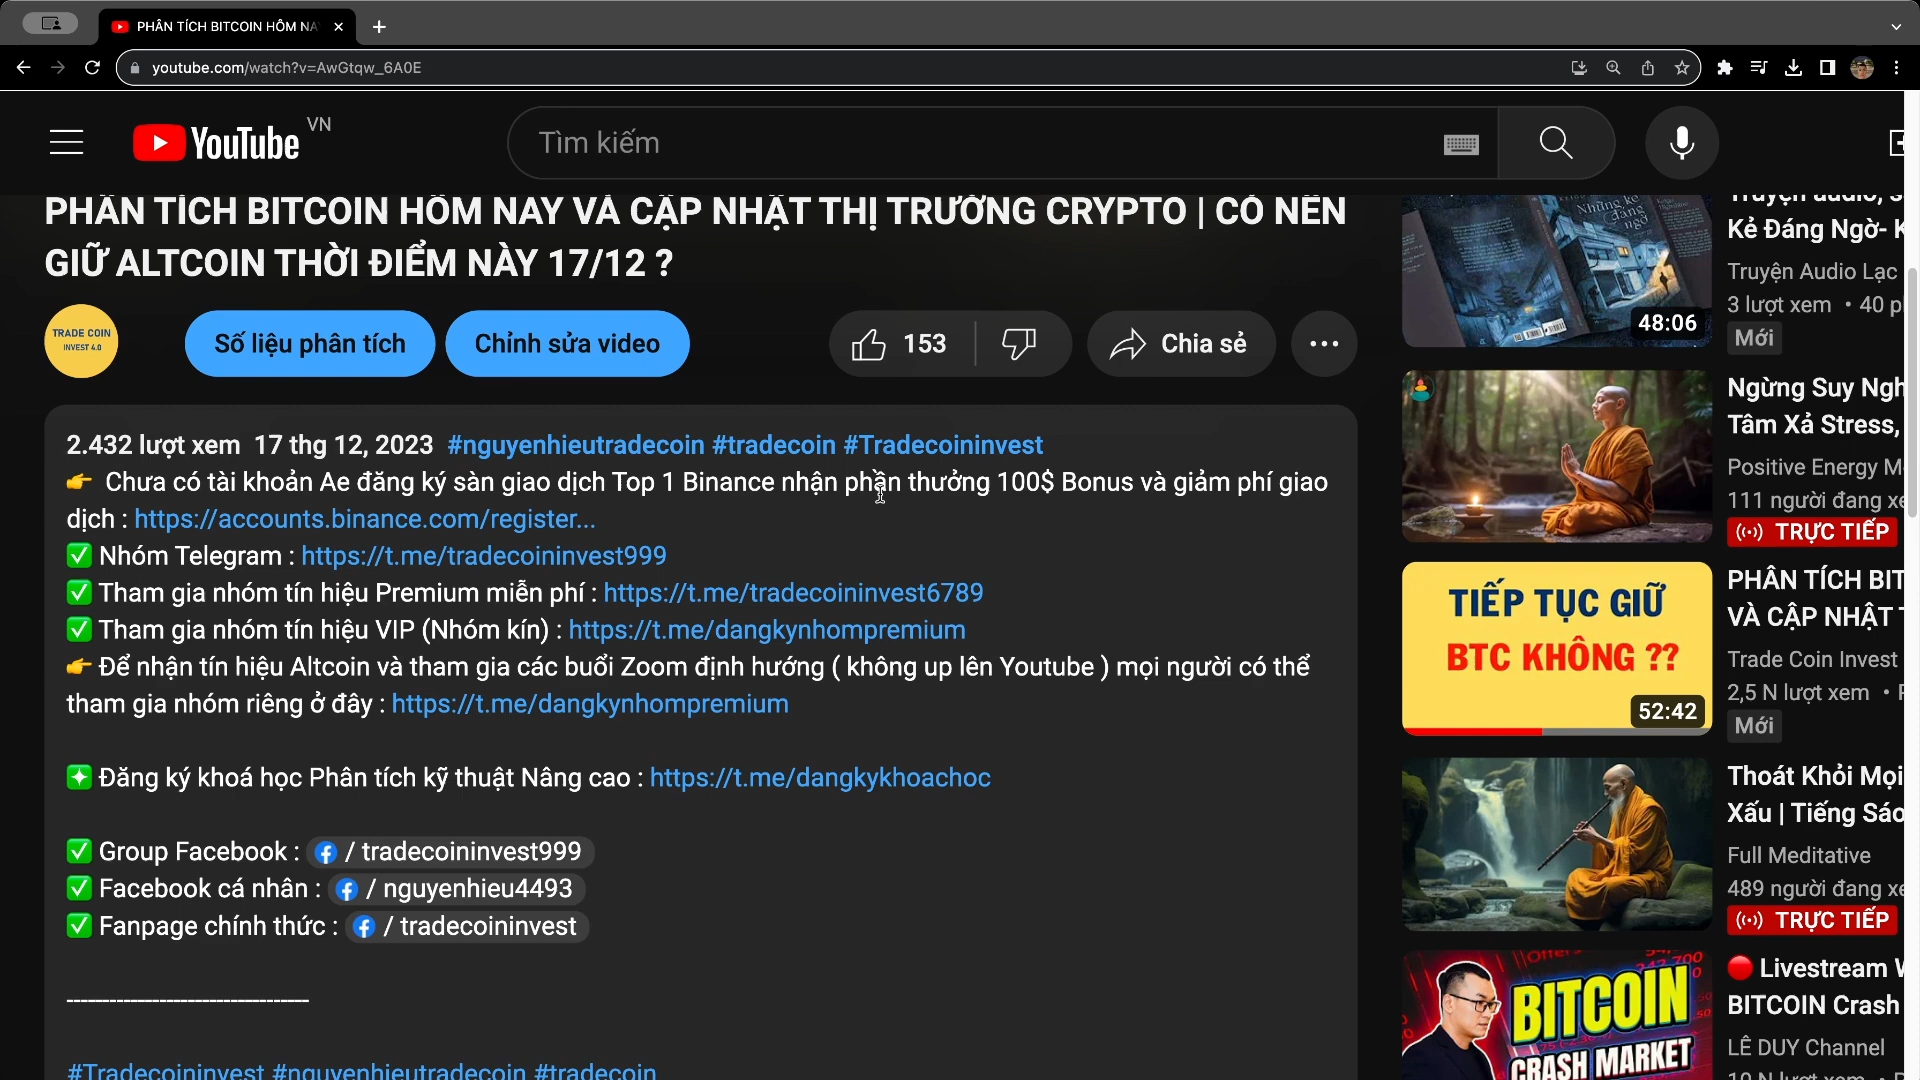 PHÂN TÍCH BITCOIN HÔM NA
youtube.com/watch?v=AwGtqw_6A0E
YouTube VN
Tìm kiếm
PHÂN TÍCH BITCOIN HÔM NAY VÀ CẬP NHẬT THỊ TRƯỜNG CRYPTO | CÓ NÊN
GIỮ ALTCOIN THỜI ĐIỂM NÀY 17/12 ?
TRADE COIN
INVEST 4.0
Số liệu phân tích
Chỉnh sửa video
153
Chia sẻ
2.432 lượt xem 17 thg 12, 2023 #nguyenhieutradecoin #tradecoin #Tradecoininvest
👉 Chưa có tài khoản Ae đăng ký sàn giao dịch Top 1 Binance nhận phần thưởng 100$ Bonus và giảm phí giao
dịch : https://accounts.binance.com/register...
✅ Nhóm Telegram : https://t.me/tradecoininvest999
✅ Tham gia nhóm tín hiệu Premium miễn phí : https://t.me/tradecoininvest6789
✅ Tham gia nhóm tín hiệu VIP (Nhóm kín) : https://t.me/dangkynhompremium
👉 Để nhận tín hiệu Altcoin và tham gia các buổi Zoom định hướng ( không up lên Youtube ) mọi người có thể
tham gia nhóm riêng ở đây : https://t.me/dangkynhompremium
Đăng ký khoá học Phân tích kỹ thuật Nâng cao : https://t.me/dangkykhoachoc
✅ Group Facebook : / tradecoininvest999
✅ Facebook cá nhân : / nguyenhieu4493
✅ Fanpage chính thức : / tradecoininvest
----------------------------------
#Tradecoininvest #nguyenhieutradecoin #tradecoin
Những kẻ
đáng
ngờ
48:06
Truyện audio, s
Kẻ Đáng Ngờ- K
Truyện Audio Lạc
3 lượt xem • 40 p
Mới
Ngừng Suy Ngh
Tâm Xả Stress,
Positive Energy M
111 người đang xe
TRỰC TIẾP
TIẾP TỤC GIỮ
BTC KHÔNG ??
52:42
PHÂN TÍCH BIT
VÀ CẬP NHẬT T
Trade Coin Invest
2,5 N lượt xem •
Mới
Thoát Khỏi Mọi
Xấu | Tiếng Sáo
Full Meditative
489 người đang xe
TRỰC TIẾP
BITCOIN
CRASH MARKET
🔴 Livestream V
BITCOIN Crash
LÊ DUY Channel
10 N lượt xem